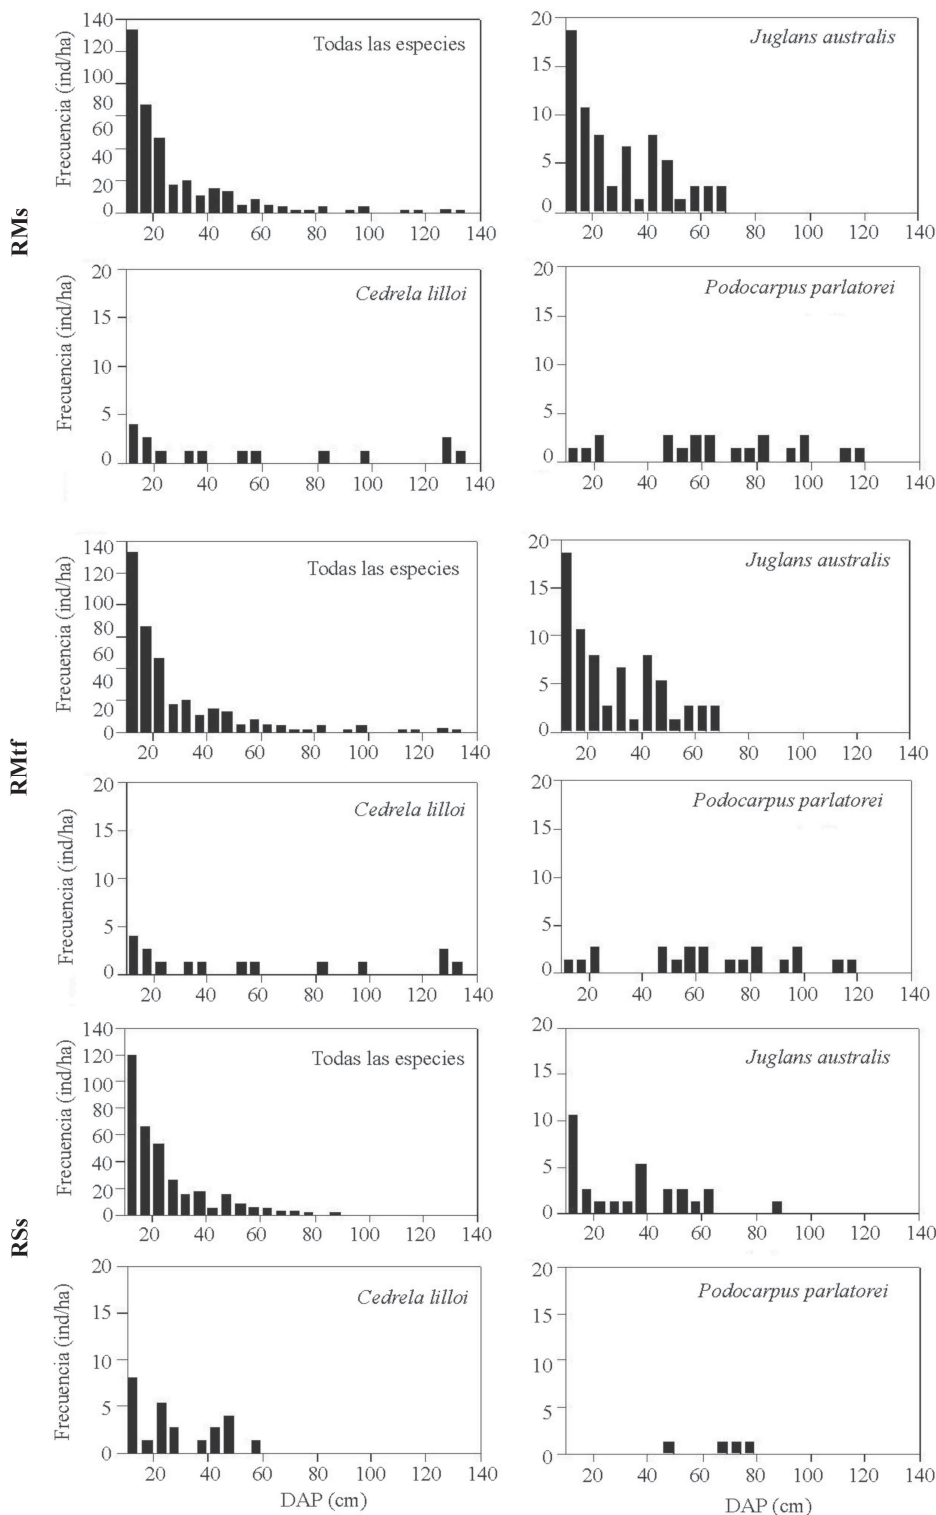 RMs
Frecuencia (ind/ha)
140
120
100
80
60
40
20
0
Todas las especies
20 40 60 80 100 120 140
20
15
10
5
0
Juglans australis
20 40 60 80 100 120 140
Frecuencia (ind/ha)
20
15
10
5
0
Cedrela lilloi
20 40 60 80 100 120 140
20
15
10
5
0
Podocarpus parlatorei
20 40 60 80 100 120 140
RMtf
Frecuencia (ind/ha)
140
120
100
80
60
40
20
0
Todas las especies
20 40 60 80 100 120 140
20
15
10
5
0
Juglans australis
20 40 60 80 100 120 140
Frecuencia (ind/ha)
20
15
10
5
0
Cedrela lilloi
20 40 60 80 100 120 140
20
15
10
5
0
Podocarpus parlatorei
20 40 60 80 100 120 140
RSs
Frecuencia (ind/ha)
140
120
100
80
60
40
20
0
Todas las especies
20 40 60 80 100 120 140
20
15
10
5
0
Juglans australis
20 40 60 80 100 120 140
Frecuencia (ind/ha)
20
15
10
5
0
Cedrela lilloi
20 40 60 80 100 120 140
DAP (cm)
20
15
10
5
0
Podocarpus parlatorei
20 40 60 80 100 120 140
DAP (cm)